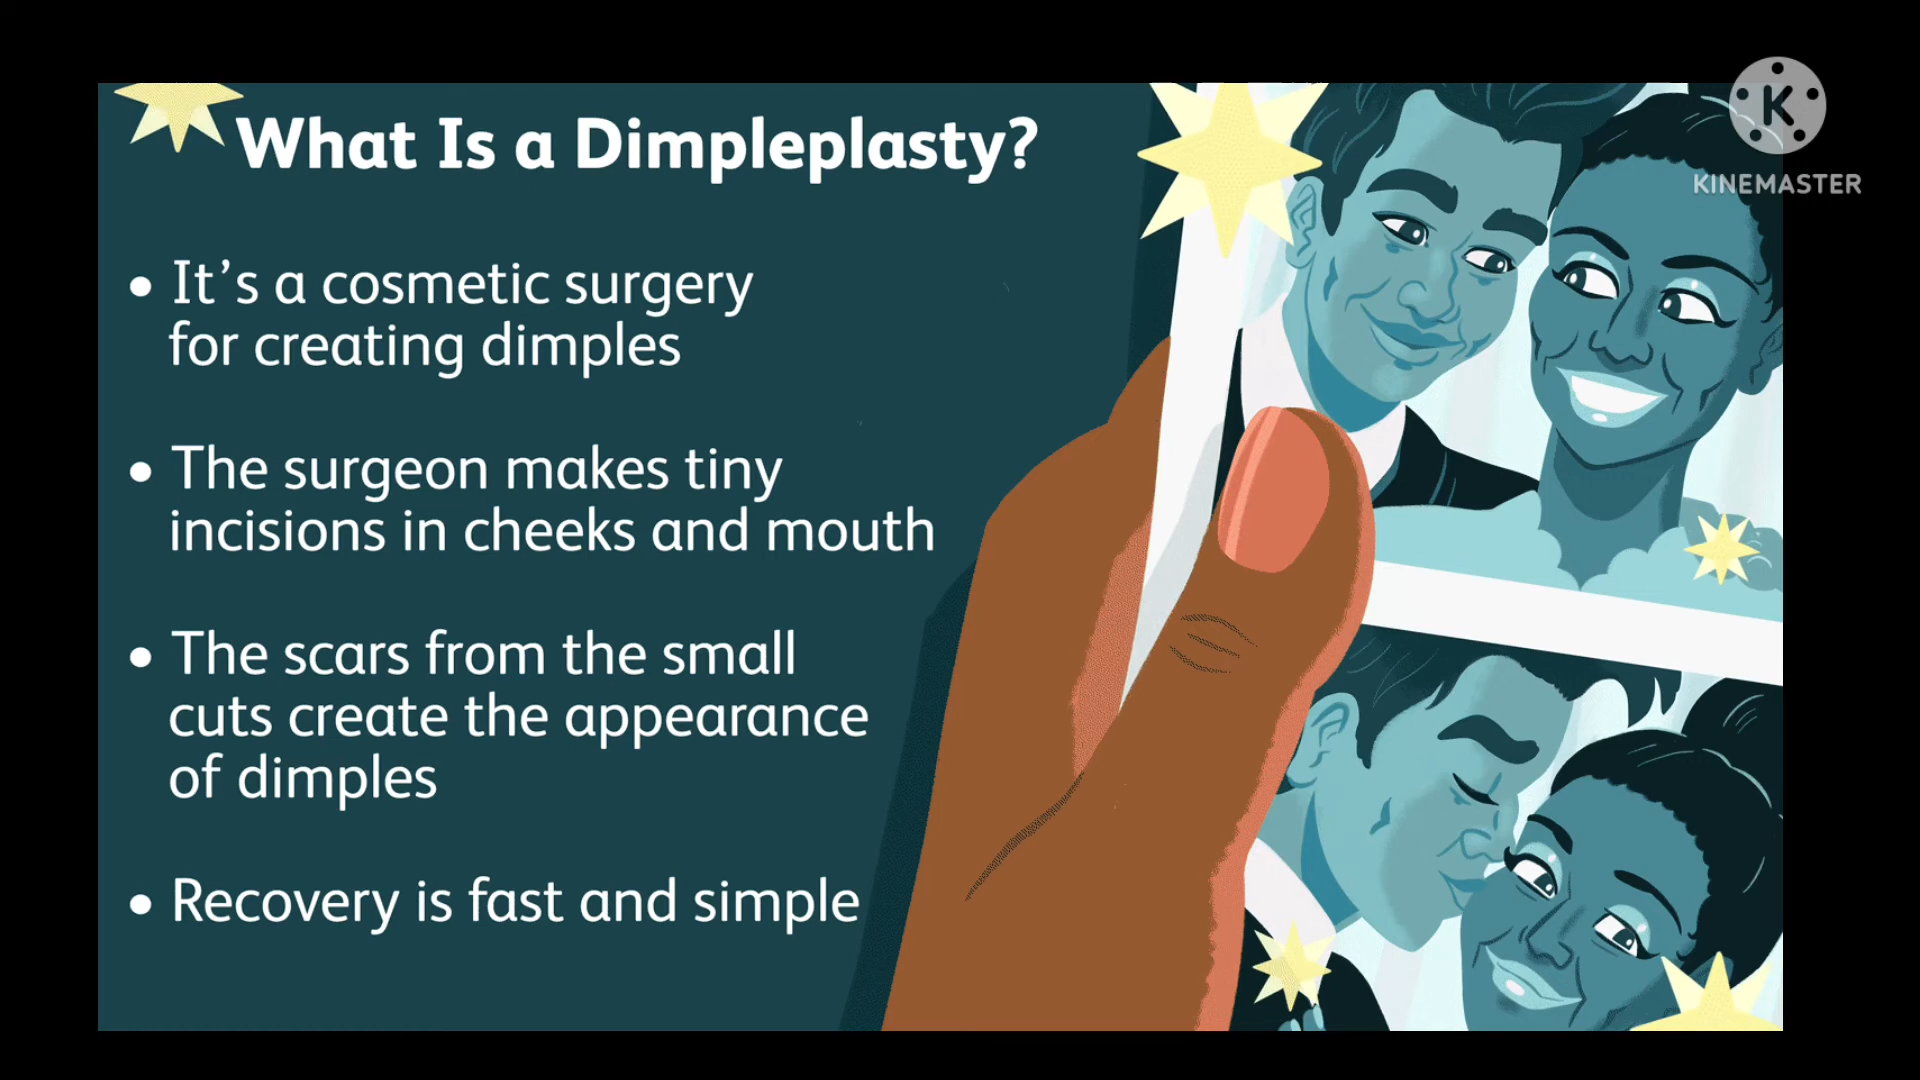 What Is a Dimpleplasty?
K
KINEMASTER
• It's a cosmetic surgery
for creating dimples
• The surgeon makes tiny
incisions in cheeks and mouth
• The scars from the small
cuts create the appearance
of dimples
• Recovery is fast and simple